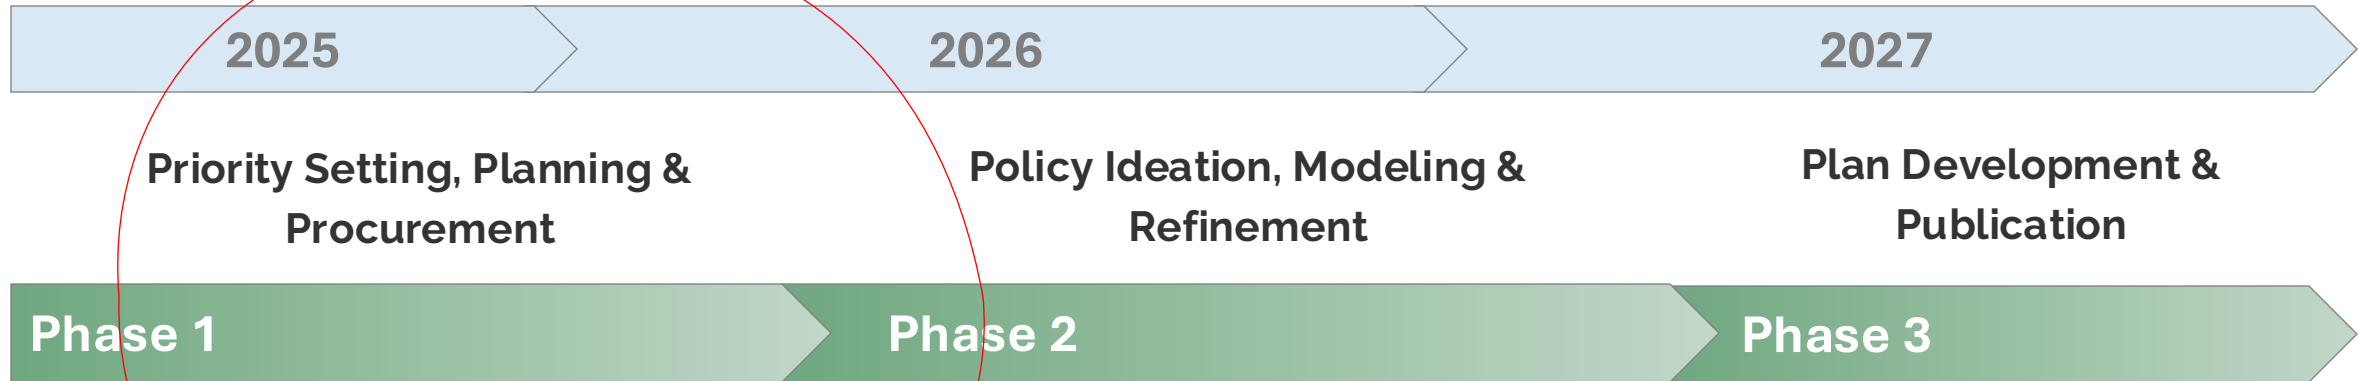 2025
2026
2027
Priority Setting, Planning &
Procurement
Policy Ideation, Modeling &
Refinement
Plan Development &
Publication
Phase 1
Phase 2
Phase 3